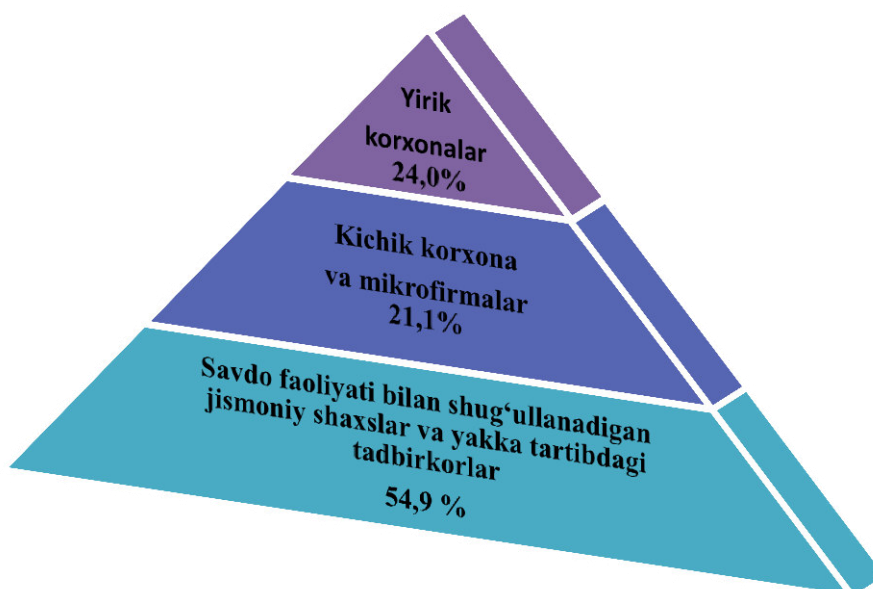 Yirik
korxonalar
24,0%
Kichik korxona
va mikrofirmalar
21,1%
Savdo faoliyati bilan shug‘ullanadigan
jismoniy shaxslar va yakka tartibdagi
tadbirkorlar
54,9 %